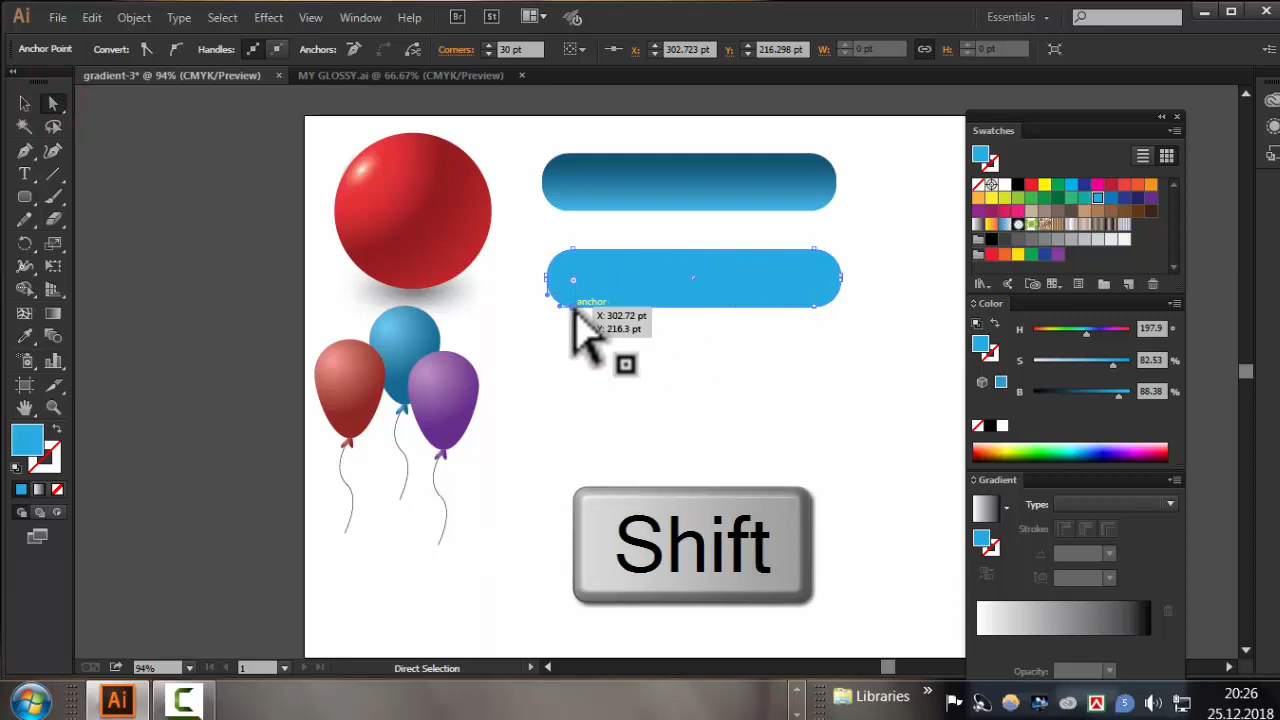 Ai File Edit Object Type Select Effect View Window Help Br St Essentials
Anchor Point Convert: Handles: Anchors: Corners: 30 pt X: 302.723 pt Y: 216.298 pt W: 0 pt H: 0 pt
gradient-3* @ 94% (CMYK/Preview) × MY GLOSSY.ai @ 66.67% (CMYK/Preview) ×
Swatches
anchor
X: 302.72 pt
Y: 216.3 pt
Color
H 197.9 °
S 82.53 %
B 88.38 %
Gradient
Type:
Stroke:
Shift
Opacity:
94% 1 Direct Selection
Ai C Libraries » 20:26
25.12.2018